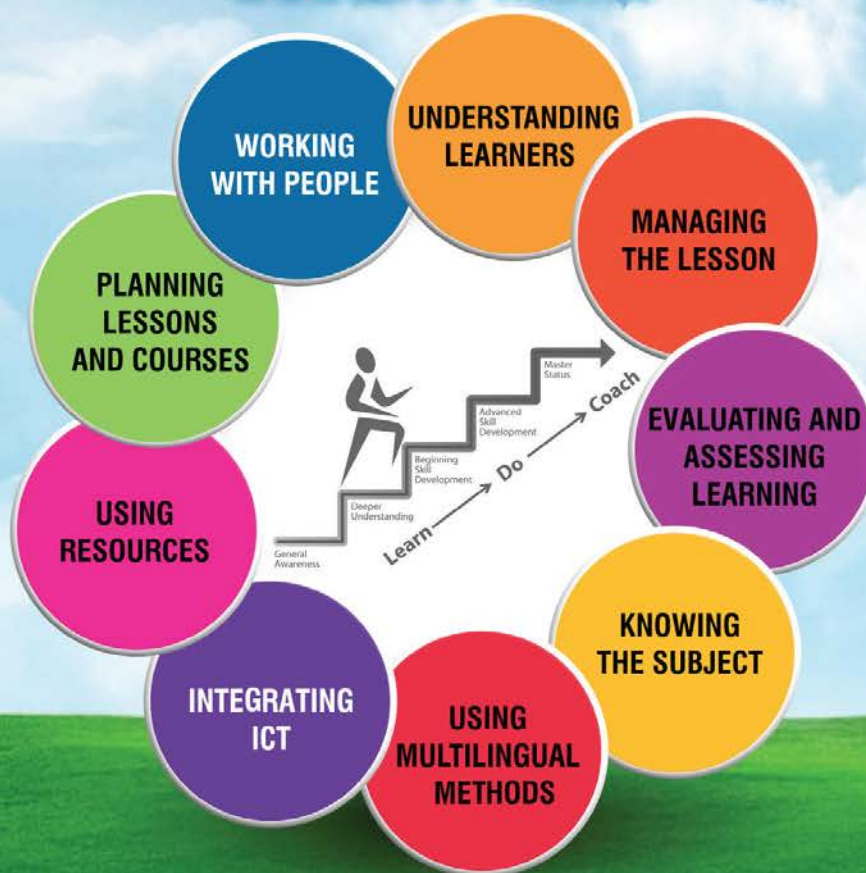 UNDERSTANDING
LEARNERS
WORKING
WITH PEOPLE
MANAGING
THE LESSON
PLANNING
LESSONS
AND COURSES
EVALUATING AND
ASSESSING
LEARNING
USING
RESOURCES
KNOWING
THE SUBJECT
INTEGRATING
ICT
USING
MULTILINGUAL
METHODS
General
Awareness
Deeper
Understanding
Beginning
Skill
Development
Advanced
Skill
Development
Master
Status
Learn
Do
Coach